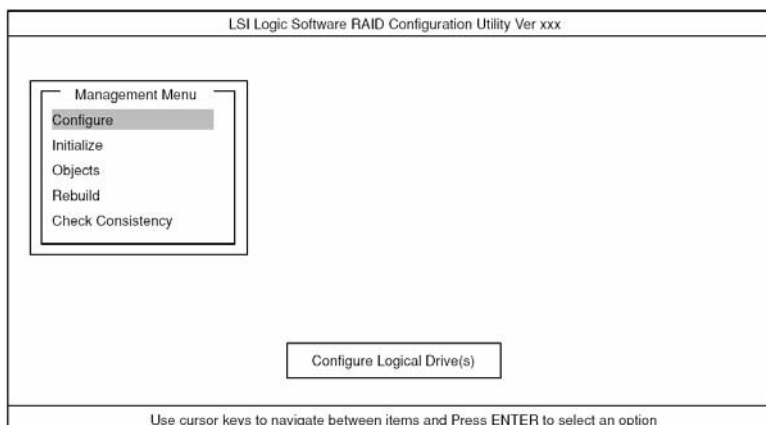 LSI Logic Software RAID Configuration Utility Ver xxx
Management Menu
Configure
Initialize
Objects
Rebuild
Check Consistency
Configure Logical Drive(s)
Use cursor keys to navigate between items and Press ENTER to select an option